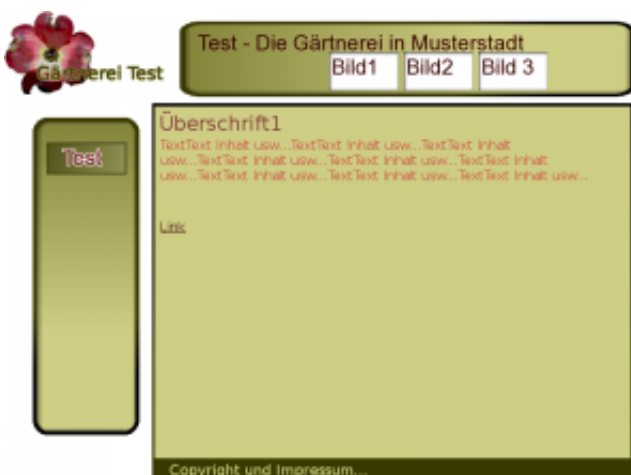 Gärtnerei Test
Test - Die Gärtnerei in Musterstadt
Bild1 Bild2 Bild 3
Test
Überschrift1
TextText Inhalt usw...TextText Inhalt usw...TextText Inhalt
usw...TextText Inhalt usw...TextText Inhalt usw...TextText Inhalt
usw...TextText Inhalt usw...TextText Inhalt usw...TextText Inhalt usw...
Link
Copyright und Impressum...